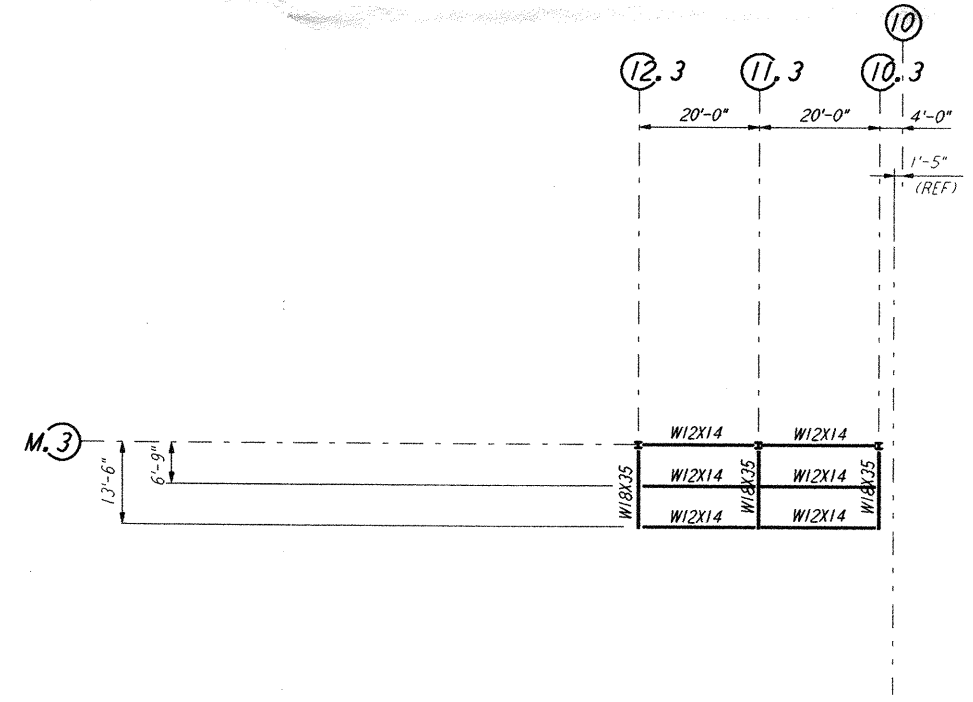 10
12.3 11.3 10.3
20'-0" 20'-0" 4'-0"
1'-5"
(REF)
M.3
13'-6"
6'-9"
W12X14 W12X14
W12X14 W12X14
W12X14 W12X14
W18X35 W18X35 W18X35